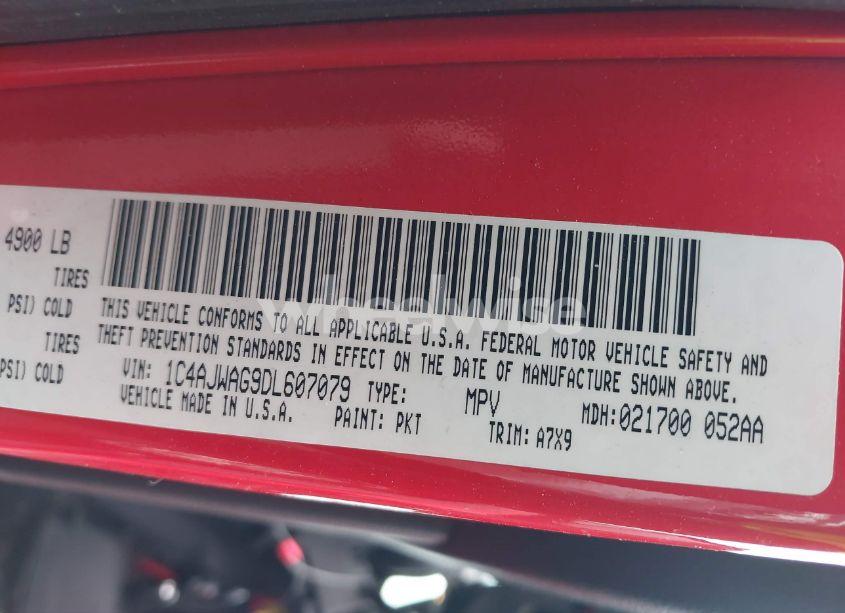 4900 LB
TIRES
PSI) COLD
TIRES
PSI) COLD
THIS VEHICLE CONFORMS TO ALL APPLICABLE U.S.A. FEDERAL MOTOR VEHICLE SAFETY AND
THEFT PREVENTION STANDARDS IN EFFECT ON THE DATE OF MANUFACTURE SHOWN ABOVE.
VIN: 1C4AJWAG9DL607079 TYPE: MPV MDH:021700 052AA
VEHICLE MADE IN U.S.A. PAINT: PKT TRIM: A7X9
wheelwise